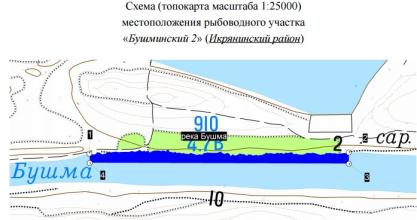 Схема (топокарта масштаба 1:25000)
местоположения рыбоводного участка
«Бушминский 2» (Икрянинский район)
910
1
река Бушма
2
2
сар.
4.7В
Бушма
4
3
10